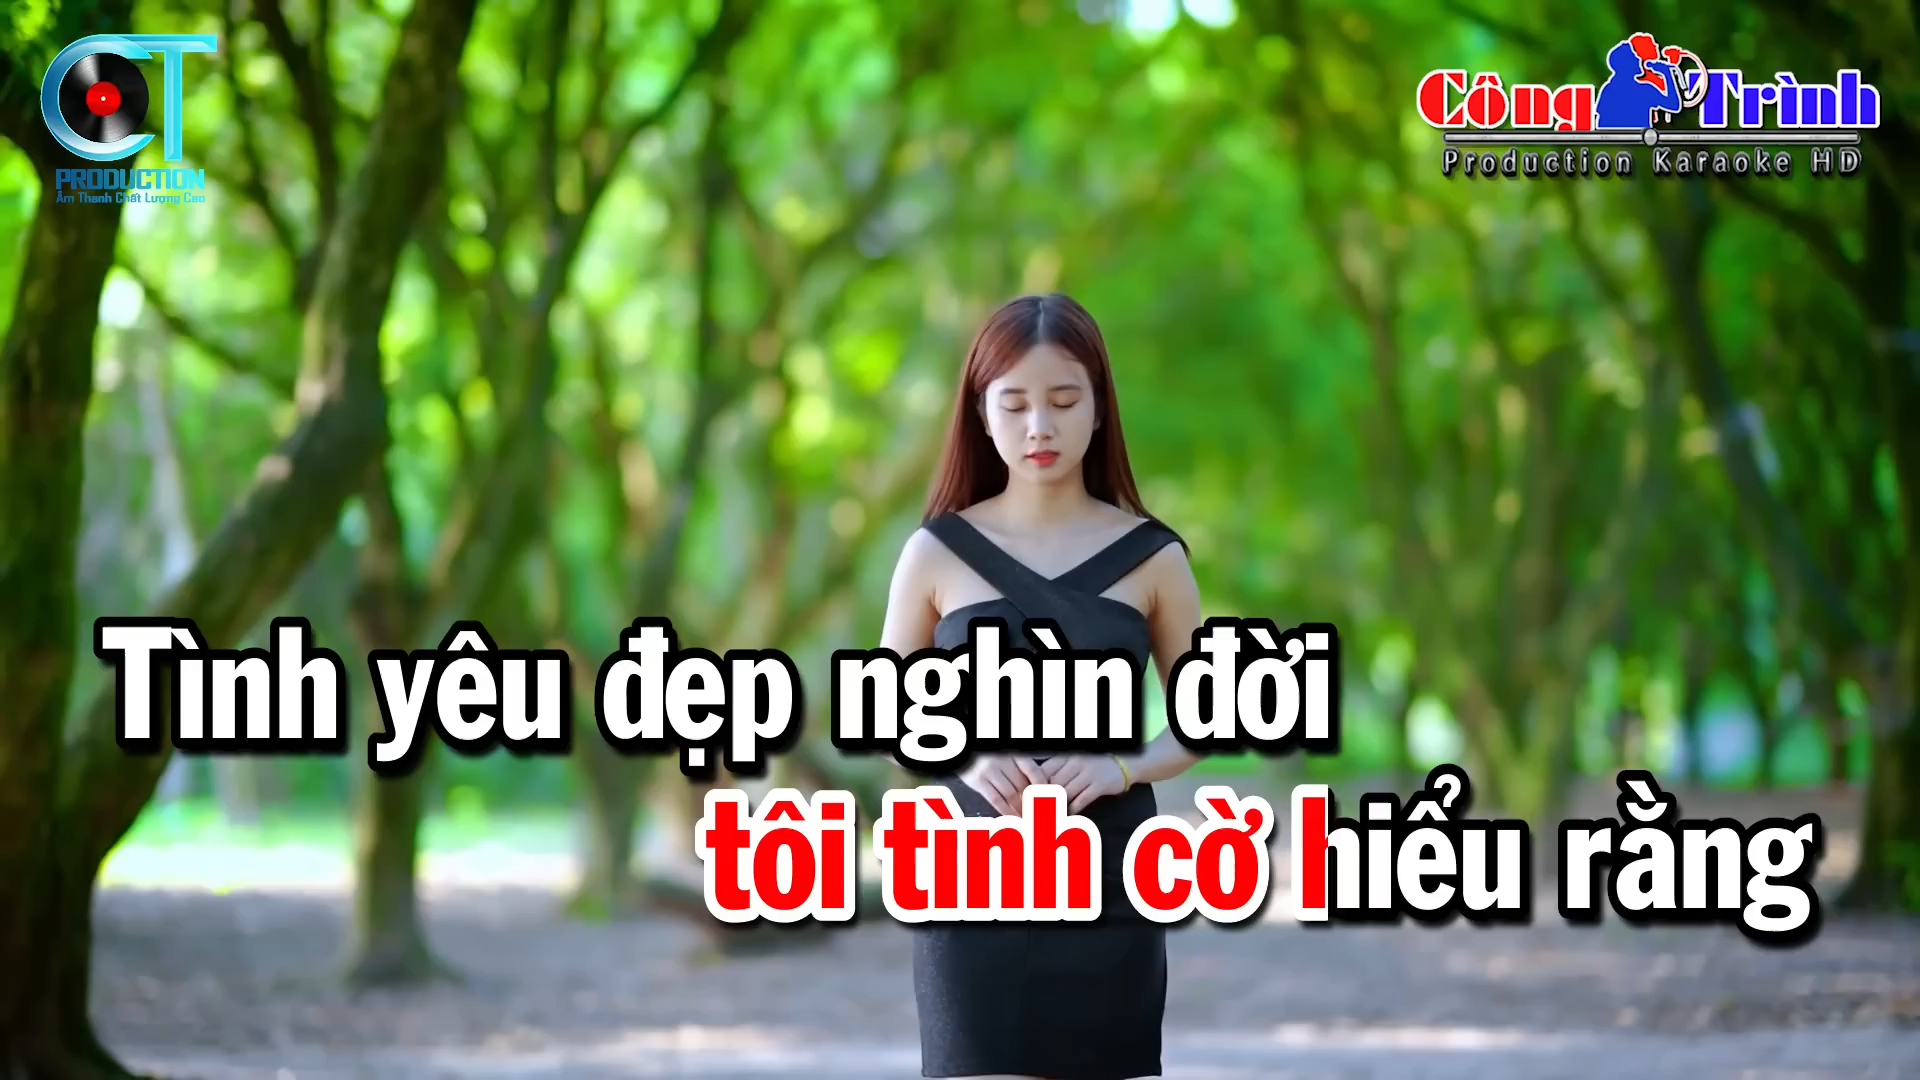 CT
PRODUCTION
Âm Thanh Chất Lượng Cao
Công Trình
Production Karaoke HD
Tình yêu đẹp nghìn đời
tôi tình cờ hiểu rằng